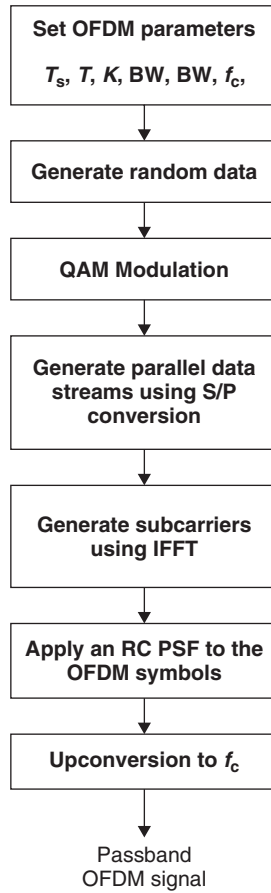 Set OFDM parameters
Ts, T, K, BW, BW, fc,
Generate random data
QAM Modulation
Generate parallel data
streams using S/P
conversion
Generate subcarriers
using IFFT
Apply an RC PSF to the
OFDM symbols
Upconversion to fc
Passband
OFDM signal